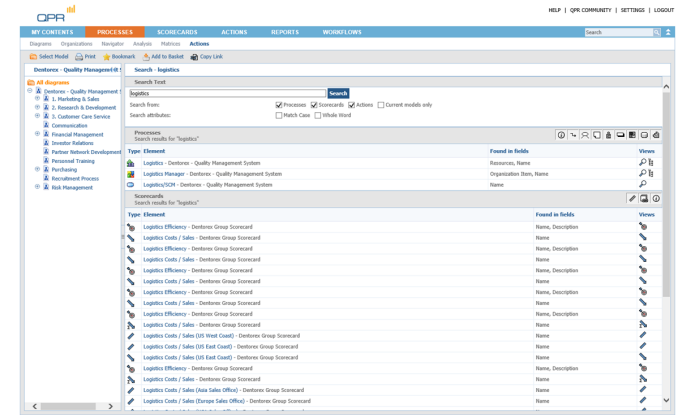 QPR
HELP | QPR COMMUNITY | SETTINGS | LOGOUT
MY CONTENTS PROCESSES SCORECARDS ACTIONS REPORTS WORKFLOWS Search
Diagrams Organizations Navigator Analysis Matrices Actions
Select Model Print Bookmark Add to Basket Copy Link
Dentorex - Quality Management S
All diagrams
Dentorex - Quality Management S
1. Marketing & Sales
2. Research & Development
3. Customer Care Service
Communication
Financial Management
Investor Relations
Partner Network Development
Personnel Training
Purchasing
Recruitment Process
Risk Management
Search - logistics
Search Text
logistics Search
Search from: Processes Scorecards Actions Current models only
Search attributes: Match Case Whole Word
Processes
Search results for "logistics"
Type Element Found in fields Views
Logistics - Dentorex - Quality Management System Resources, Name
Logistics Manager - Dentorex - Quality Management System Organization Item, Name
Logistics/SCM - Dentorex - Quality Management System Name
Scorecards
Search results for "logistics"
Type Element Found in fields Views
Logistics Efficiency - Dentorex Group Scorecard Name, Description
Logistics Costs / Sales - Dentorex Group Scorecard Name
Logistics Efficiency - Dentorex Group Scorecard Name, Description
Logistics Costs / Sales - Dentorex Group Scorecard Name
Logistics Efficiency - Dentorex Group Scorecard Name, Description
Logistics Costs / Sales - Dentorex Group Scorecard Name
Logistics Efficiency - Dentorex Group Scorecard Name, Description
Logistics Costs / Sales - Dentorex Group Scorecard Name
Logistics Efficiency - Dentorex Group Scorecard Name, Description
Logistics Costs / Sales - Dentorex Group Scorecard Name
Logistics Costs / Sales (US West Coast) - Dentorex Group Scorecard Name
Logistics Costs / Sales (US East Coast) - Dentorex Group Scorecard Name
Logistics Costs / Sales (US East Coast) - Dentorex Group Scorecard Name
Logistics Efficiency - Dentorex Group Scorecard Name, Description
Logistics Costs / Sales - Dentorex Group Scorecard Name
Logistics Costs / Sales (Asia Sales Office) - Dentorex Group Scorecard Name
Logistics Costs / Sales (Europe Sales Office) - Dentorex Group Scorecard Name